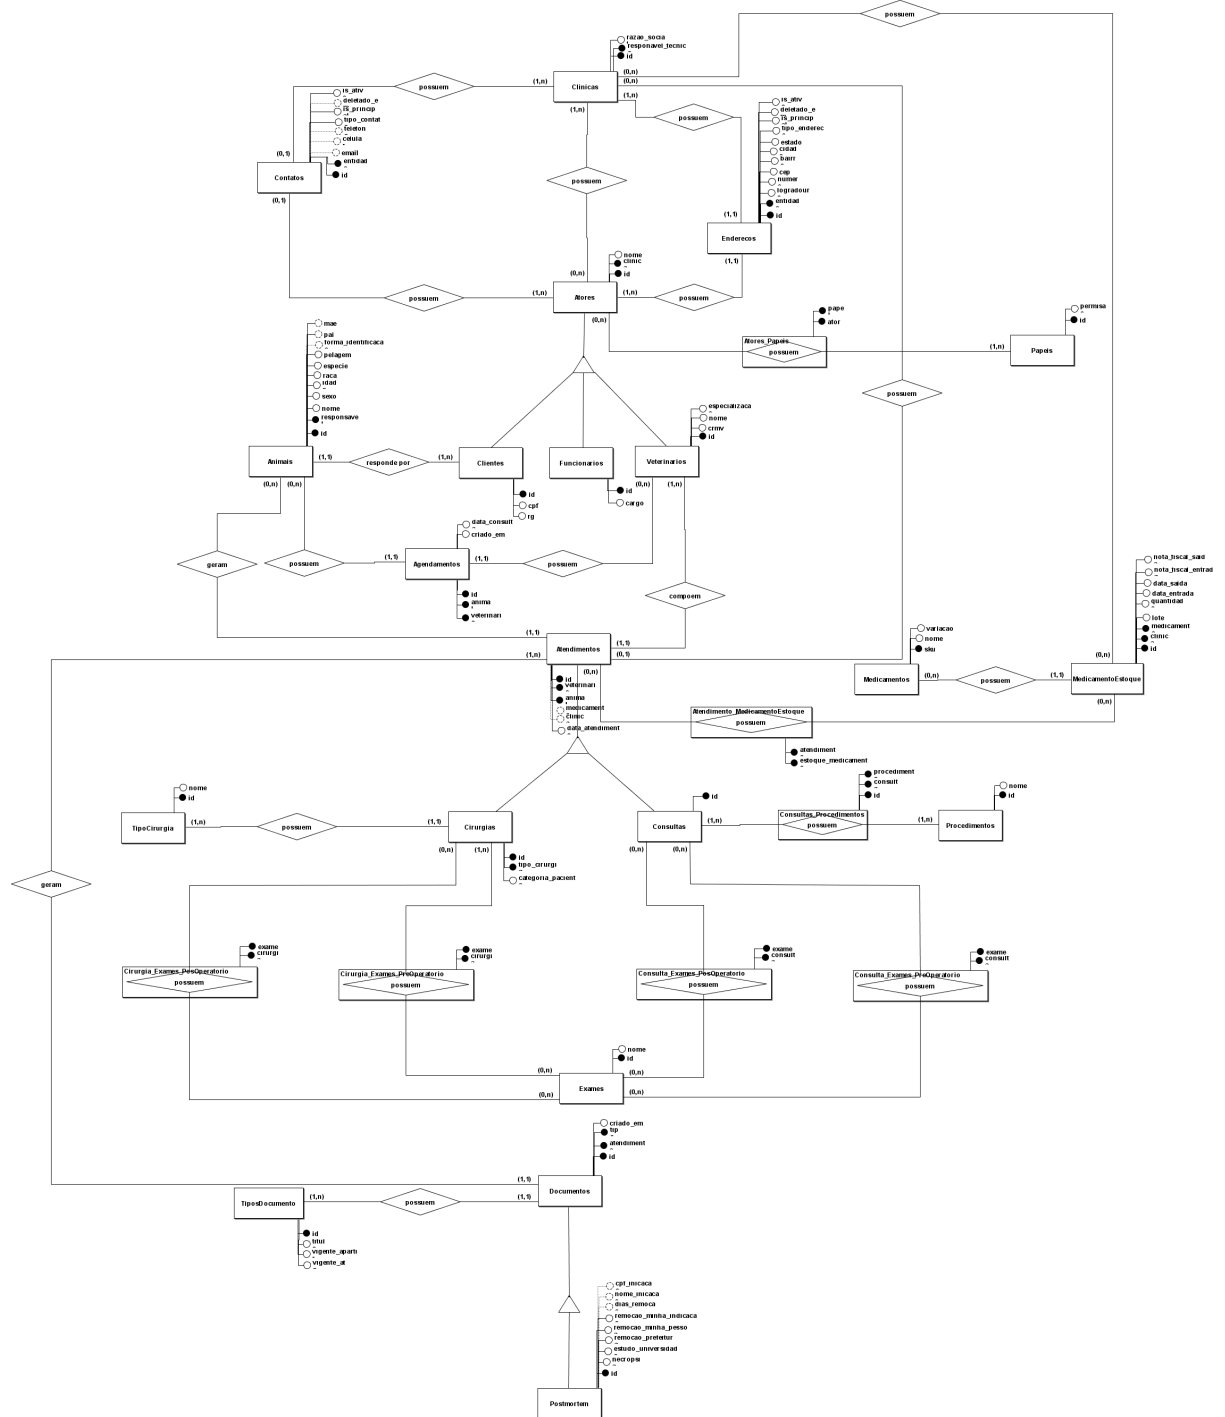 possuem
razao_socia
responavel_tecnic
id
(0,n)
(0,n)
(1,n)
Clinicas
(1,n)
(1,n)
possuem
is_ativ
deletado_e
is_princip
tipo_contat
telefon
celula
email
entidad
id
(0,1)
Contatos
(0,1)
possuem
is_ativ
deletado_e
is_princip
tipo_enderec
estado
cidad
bairr
cep
numer
logradour
entidad
id
(1,1)
Enderecos
(1,1)
possuem
nome
clinic
id
(0,n)
Atores
(1,n)
(1,n)
(0,n)
possuem
possuem
pape
ator
Atores_Papeis
possuem
permisa
id
(1,n)
Papeis
mae
pai
forma_identificaca
pelagem
especie
raca
idad
sexo
nome
responsave
id
Animais
(1,1)
(0,n)
(0,n)
responde por
(1,n)
Clientes
id
cpf
rg
Funcionarios
id
cargo
especializaca
nome
crmv
id
Veterinarios
(0,n)
(1,n)
possuem
data_consult
criado_em
geram
possuem
(1,1)
Agendamentos
(1,1)
possuem
id
anima
veterinari
compoem
nota_fiscal_said
nota_fiscal_entrad
data_saida
data_entrada
quantidad
lote
medicament
clinic
id
(1,1)
(1,n)
Atendimentos
(1,1)
(0,1)
(0,n)
variacao
nome
sku
Medicamentos
(0,n)
possuem
(1,1)
(0,n)
MedicamentoEstoque
(0,n)
id
veterinari
anima
medicament
clinic
data_atendiment
Atendimento_MedicamentoEstoque
possuem
atendiment
estoque_medicament
nome
id
TipoCirurgia
(1,n)
possuem
(1,1)
Cirurgias
(0,n)
(1,n)
id
tipo_cirurgi
categoria_pacient
id
Consultas
(1,n)
(0,n)
(0,n)
procediment
consult
id
Consultas_Procedimentos
possuem
(1,n)
nome
id
Procedimentos
geram
exame
cirurgi
Cirurgia_Exames_PosOperatorio
possuem
exame
cirurgi
Cirurgia_Exames_PreOperatorio
possuem
exame
consult
Consulta_Exames_PosOperatorio
possuem
exame
consult
Consulta_Exames_PreOperatorio
possuem
nome
id
(0,n)
(0,n)
Exames
(0,n)
(0,n)
criado_em
tip
atendiment
id
(1,1)
Documentos
(1,1)
TiposDocumento
(1,n)
possuem
id
titul
vigente_aparti
vigente_at
cpf_inicaca
nome_inicaca
dias_remoca
remocao_minha_indicaca
remocao_minha_pesso
remocao_prefeitur
estudo_universidad
necropsi
id
Postmortem